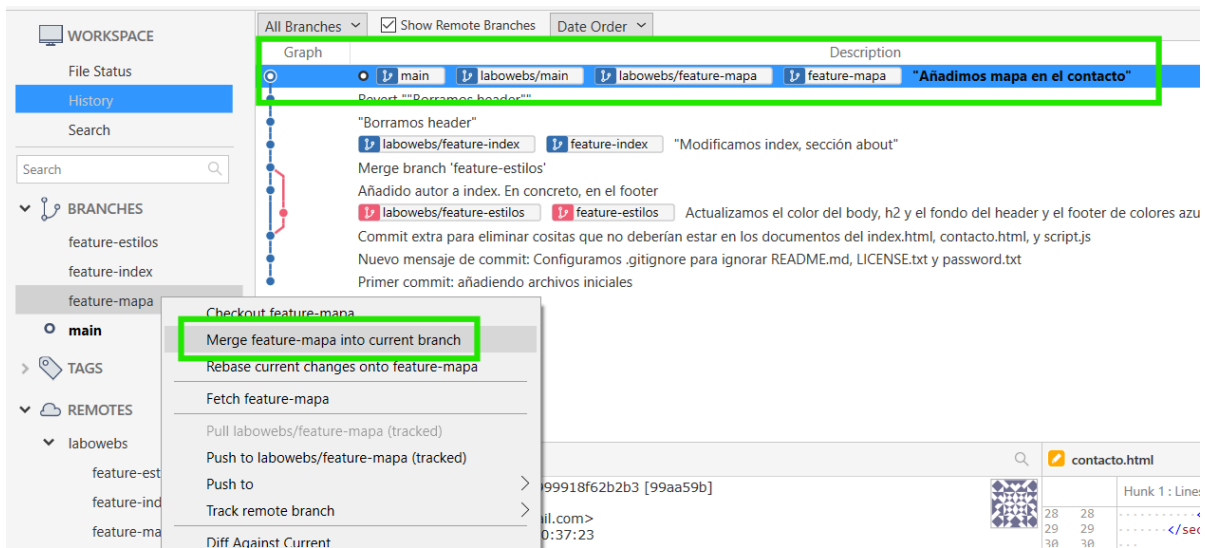 WORKSPACE
File Status
History
Search
Search
BRANCHES
feature-estilos
feature-index
feature-mapa
main
TAGS
REMOTES
labowebs
feature-est
feature-ind
feature-ma
All Branches Show Remote Branches Date Order
Graph Description
main labowebs/main labowebs/feature-mapa feature-mapa "Añadimos mapa en el contacto"
Revert ""Borramos header""
"Borramos header"
labowebs/feature-index feature-index "Modificamos index, sección about"
Merge branch 'feature-estilos'
Añadido autor a index. En concreto, en el footer
labowebs/feature-estilos feature-estilos Actualizamos el color del body, h2 y el fondo del header y el footer de colores azu
Commit extra para eliminar cositas que no deberían estar en los documentos del index.html, contacto.html, y script.js
Nuevo mensaje de commit: Configuramos .gitignore para ignorar README.md, LICENSE.txt y password.txt
Primer commit: añadiendo archivos iniciales
Checkout feature-mapa
Merge feature-mapa into current branch
Rebase current changes onto feature-mapa
Fetch feature-mapa
Pull labowebs/feature-mapa (tracked)
Push to labowebs/feature-mapa (tracked)
Push to
Track remote branch
Diff Against Current
999918f62b2b3 [99aa59b]
il.com>
0:37:23
contacto.html
Hunk 1 : Lines
28 28 <
29 29 </sec
30 30